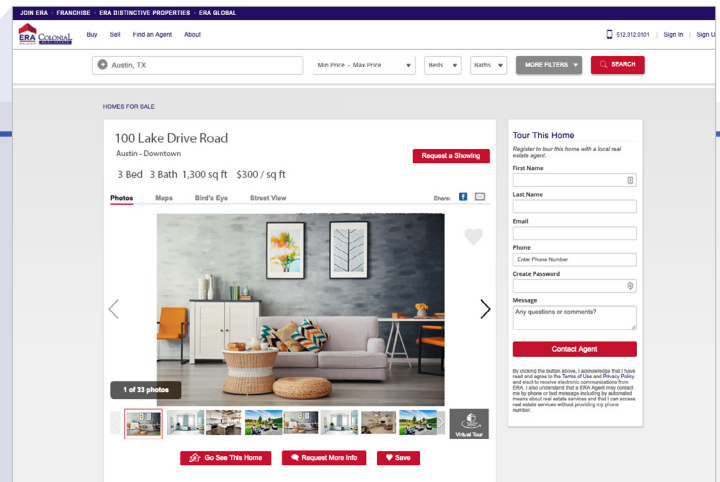 JOIN ERA · FRANCHISE · ERA DISTINCTIVE PROPERTIES · ERA GLOBAL
ERA COLONIAL
REAL ESTATE
Buy Sell Find an Agent About
512.312.0101 | Sign In | Sign U
Austin, TX
Min Price - Max Price
Beds
Baths
MORE FILTERS
SEARCH
HOMES FOR SALE
100 Lake Drive Road
Austin - Downtown
Request a Showing
3 Bed 3 Bath 1,300 sq ft $300 / sq ft
Photos Maps Bird's Eye Street View
Share:
1 of 33 photos
360°
Virtual Tour
Go See This Home
Request More Info
Save
Tour This Home
Register to tour this home with a local real
estate agent.
First Name
Last Name
Email
Phone
Enter Phone Number
Create Password
Message
Any questions or comments?
Contact Agent
By clicking the button above, I acknowledge that I have
read and agree to the Terms of Use and Privacy Policy
and elect to receive electronic communications from
ERA. I also understand that a ERA Agent may contact
me by phone or text message including by automated
means about real estate services and that I can access
real estate services without providing my phone
number.